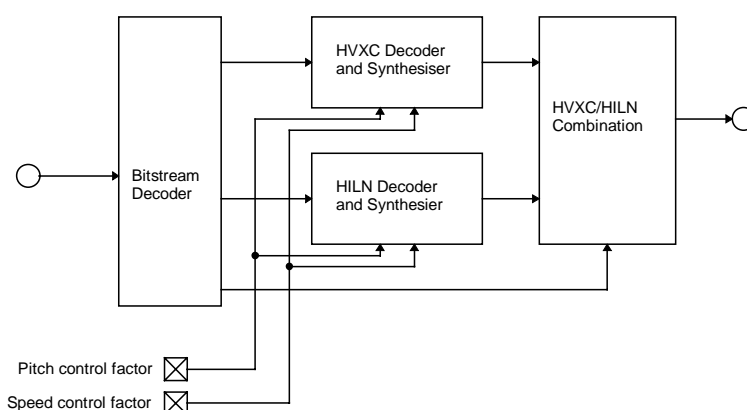 HVXC Decoder
and Synthesiser
HVXC/HILN
Combination
Bitstream
Decoder
HILN Decoder
and Synthesier
Pitch control factor
Speed control factor